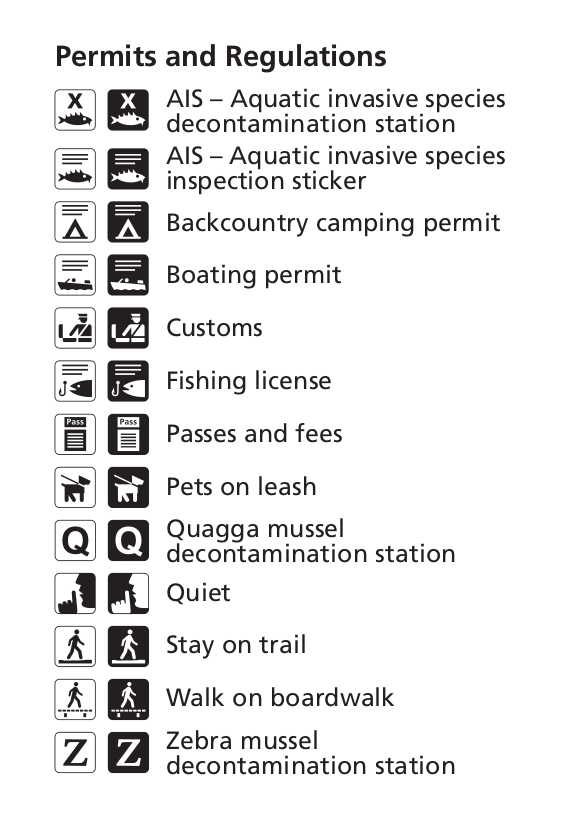 Permits and Regulations
X X AIS – Aquatic invasive species
decontamination station
AIS – Aquatic invasive species
inspection sticker
Backcountry camping permit
Boating permit
Customs
Fishing license
Pass Pass Passes and fees
Pets on leash
Quagga mussel
Q Q decontamination station
Quiet
Stay on trail
Walk on boardwalk
Zebra mussel
Z Z decontamination station